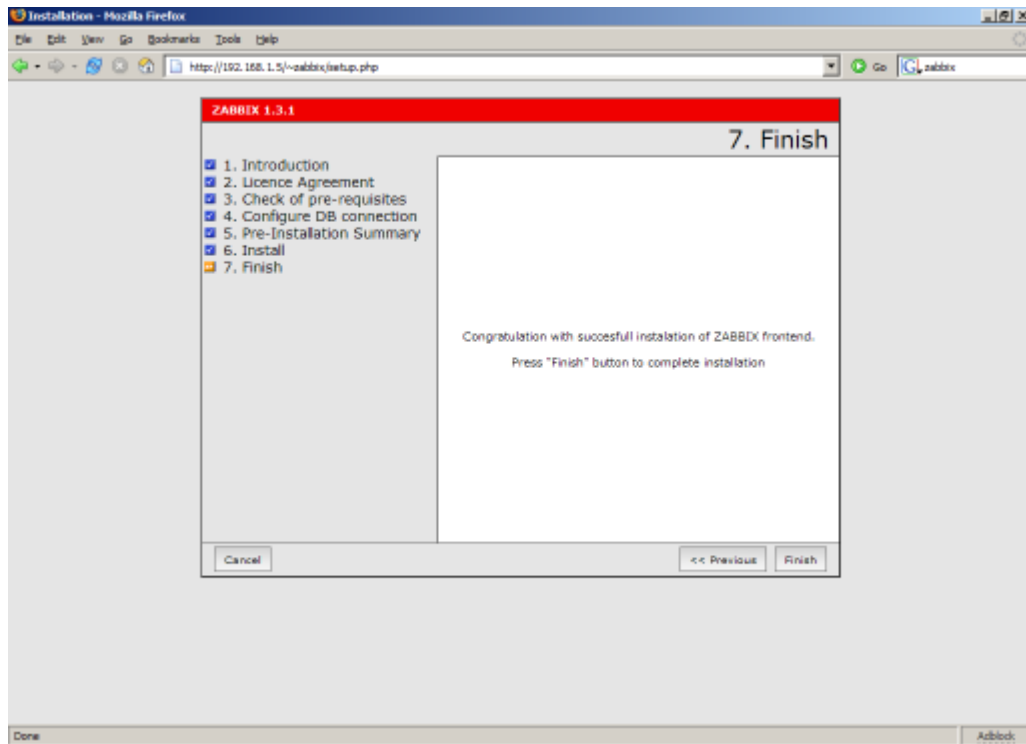 Installation - Mozilla Firefox
File Edit View Go Bookmarks Tools Help
http://192.168.1.5/~zabbix/setup.php
Go
zabbix
ZABBIX 1.3.1
7. Finish
1. Introduction
2. Licence Agreement
3. Check of pre-requisites
4. Configure DB connection
5. Pre-Installation Summary
6. Install
7. Finish
Congratulation with succesfull instalation of ZABBIX frontend.
Press "Finish" button to complete installation
Cancel
<< Previous
Finish
Done
Adblock